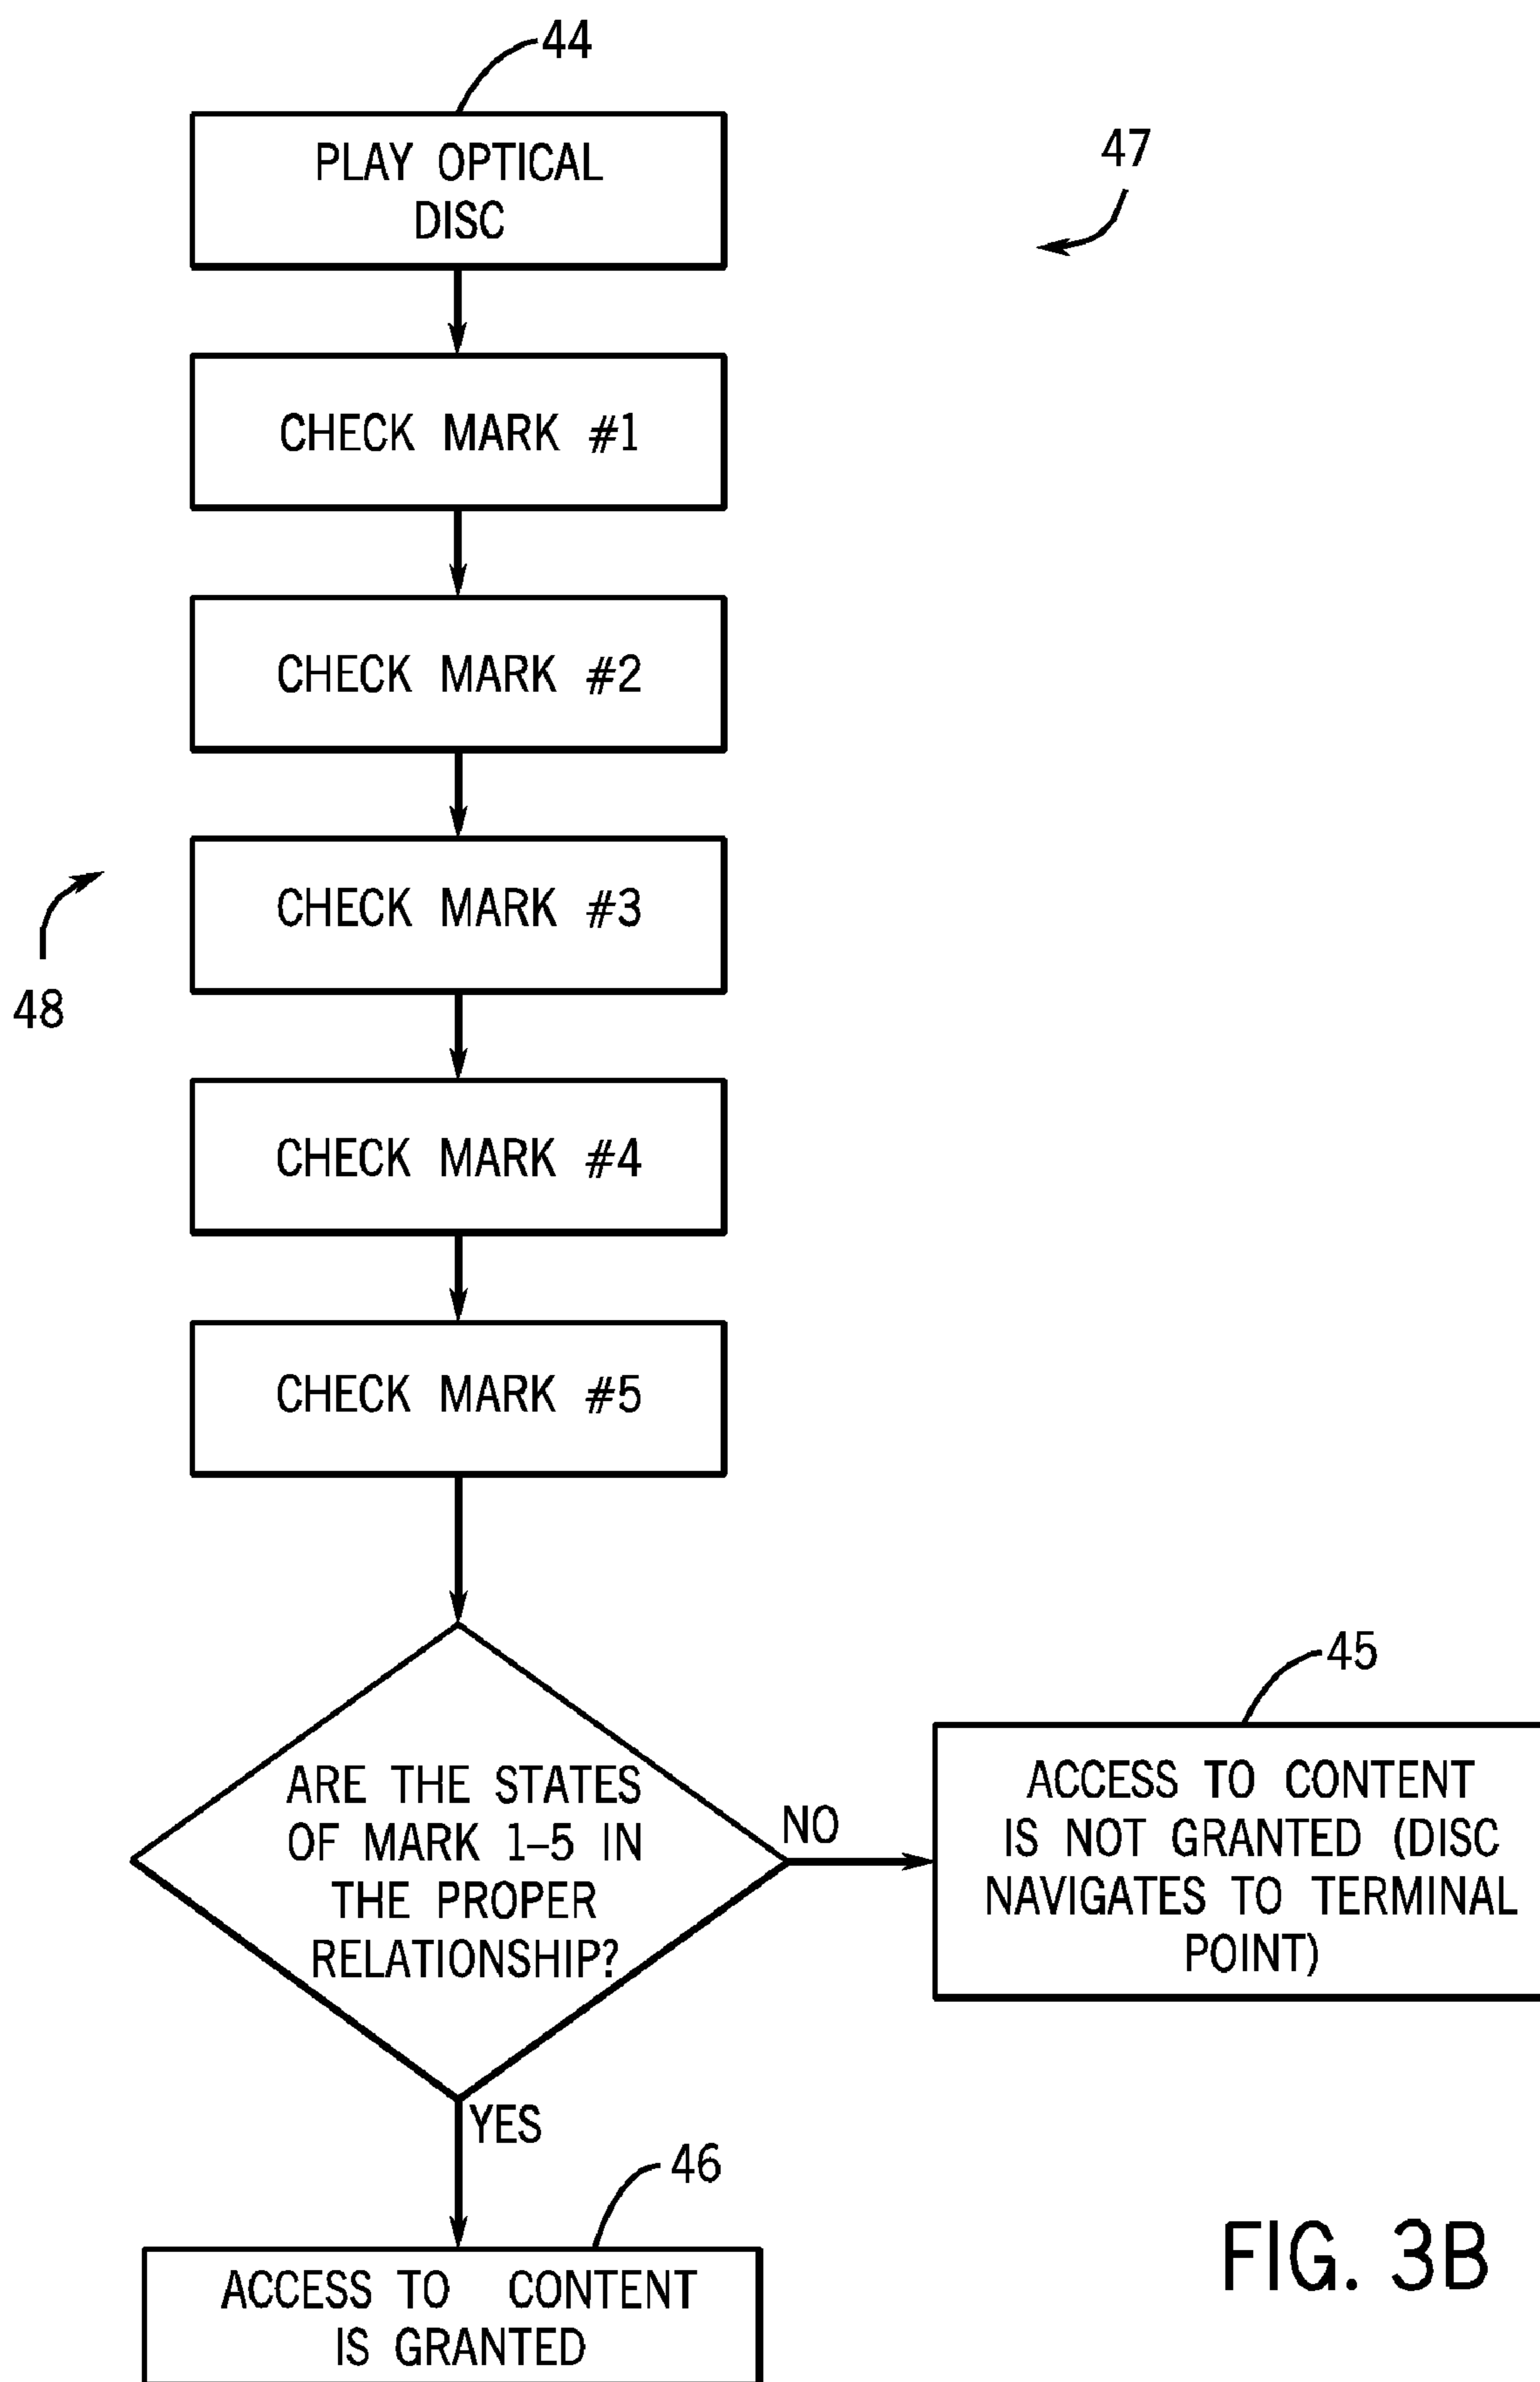 44
PLAY OPTICAL
DISC
47
CHECK MARK #1
CHECK MARK #2
CHECK MARK #3
48
CHECK MARK #4
CHECK MARK #5
ARE THE STATES
OF MARK 1–5 IN
THE PROPER
RELATIONSHIP?
NO
45
ACCESS TO CONTENT
IS NOT GRANTED (DISC
NAVIGATES TO TERMINAL
POINT)
YES
46
ACCESS TO CONTENT
IS GRANTED
FIG. 3B